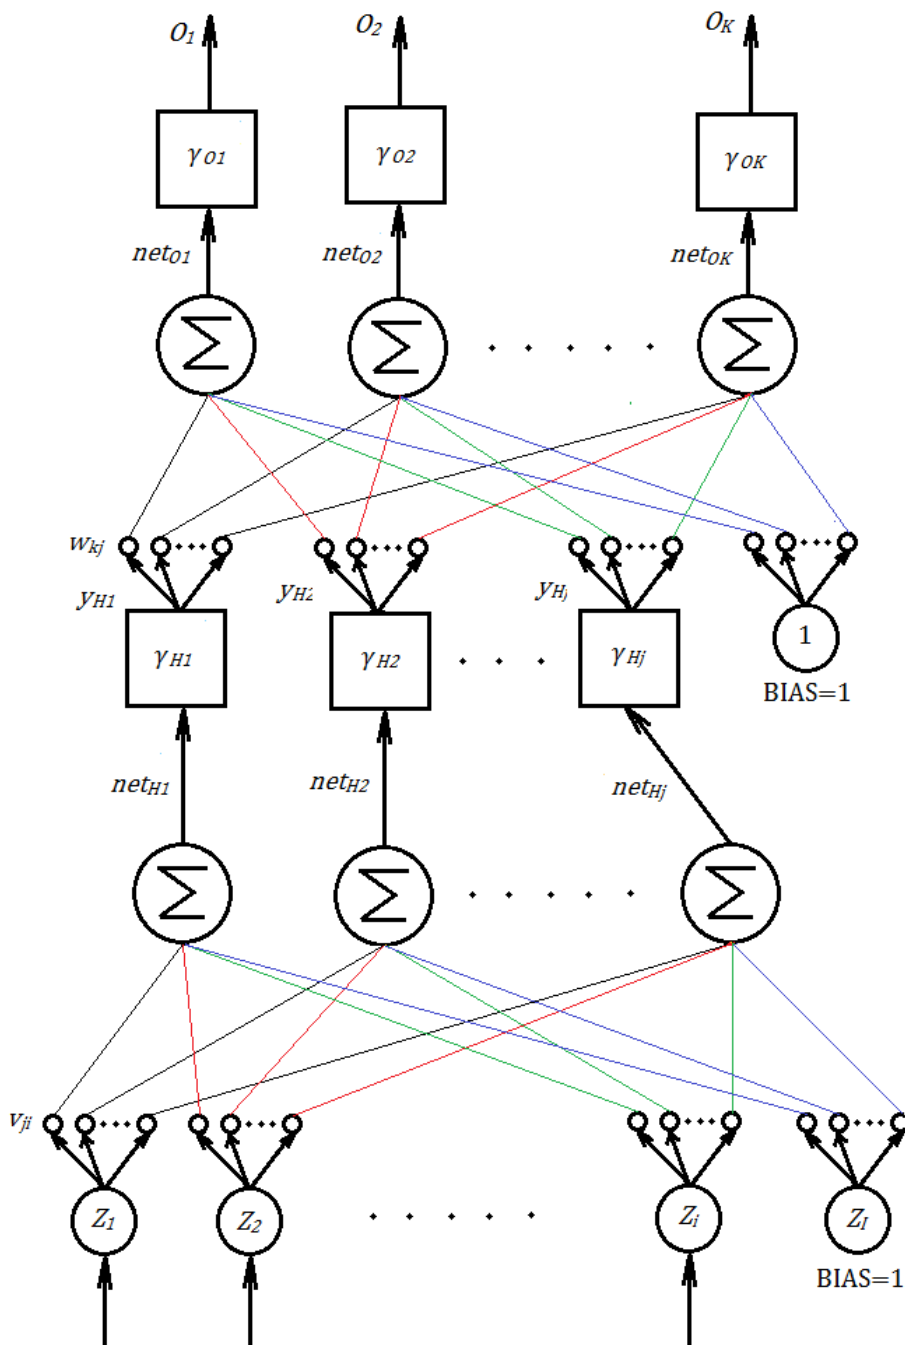 O1 O2 OK
γO1 γO2 γOK
netO1 netO2 netOK
∑ ∑ . . . . . ∑
wkj
yH1 yH2 yHj
γH1 γH2 . . . γHj 1
BIAS=1
netH1 netH2 netHj
∑ ∑ . . . . . ∑
vji
Z1 Z2 . . . . . Zi ZI
BIAS=1